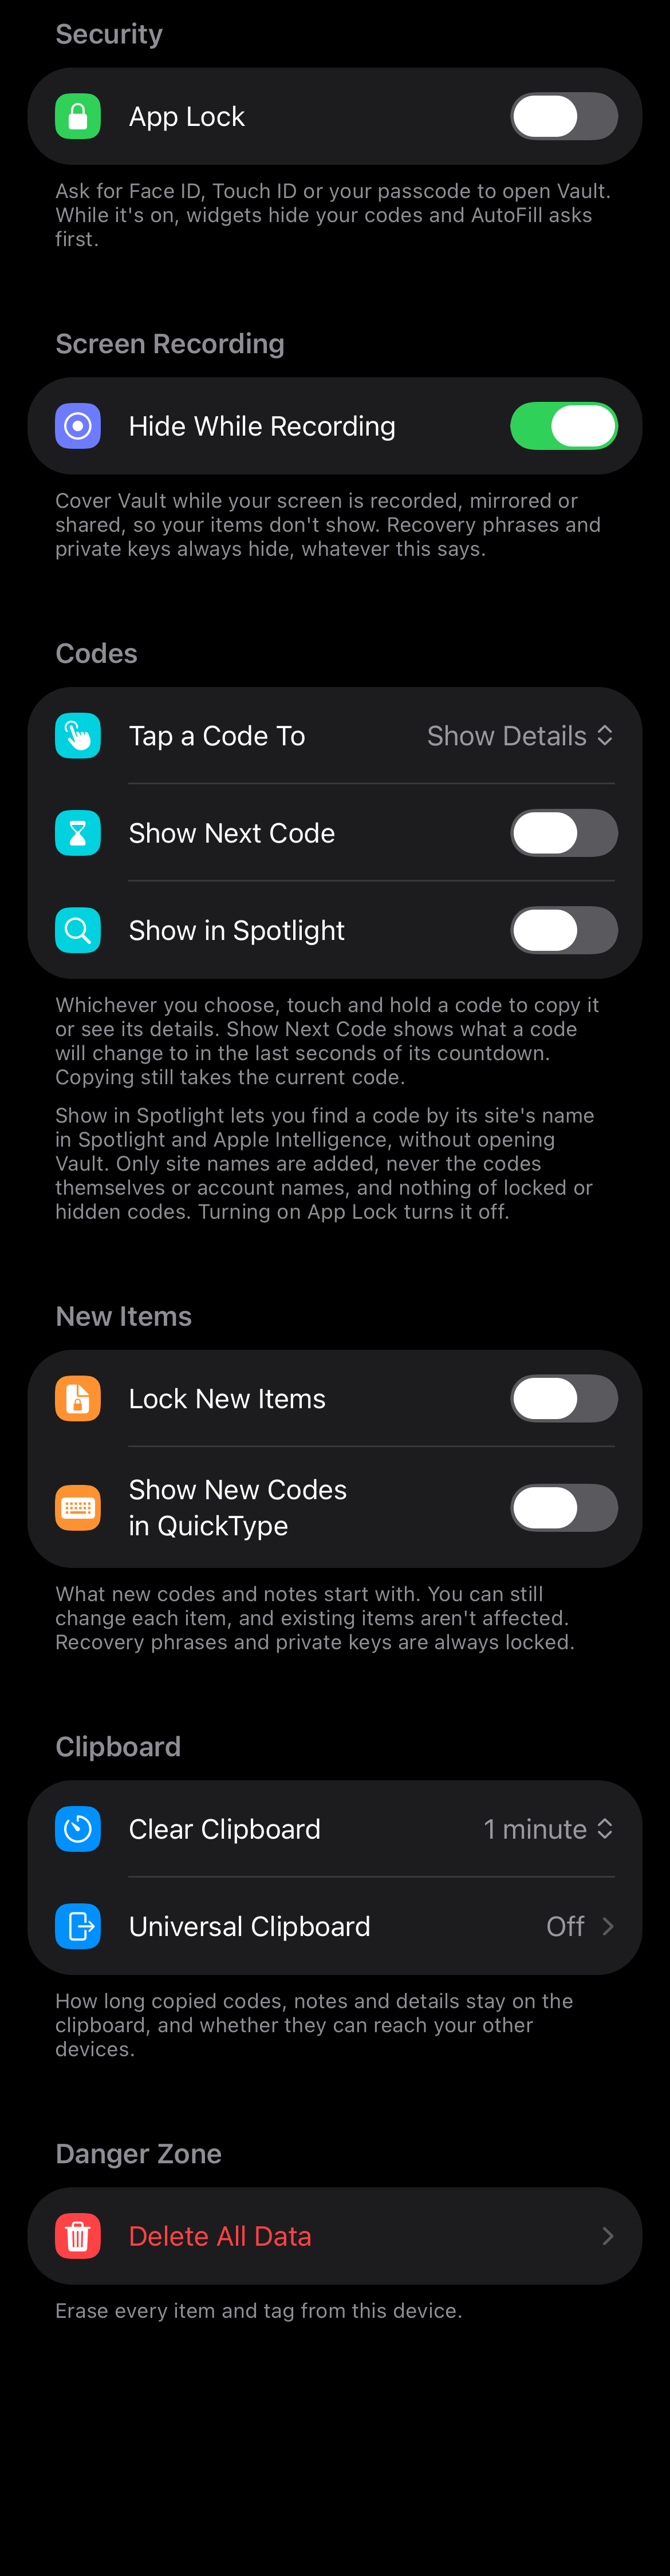 Security
App Lock
Ask for Face ID, Touch ID or your passcode to open Vault.
While it's on, widgets hide your codes and AutoFill asks
first.
Screen Recording
Hide While Recording
Cover Vault while your screen is recorded, mirrored or
shared, so your items don't show. Recovery phrases and
private keys always hide, whatever this says.
Codes
Tap a Code To Show Details
Show Next Code
Show in Spotlight
Whichever you choose, touch and hold a code to copy it
or see its details. Show Next Code shows what a code
will change to in the last seconds of its countdown.
Copying still takes the current code.
Show in Spotlight lets you find a code by its site's name
in Spotlight and Apple Intelligence, without opening
Vault. Only site names are added, never the codes
themselves or account names, and nothing of locked or
hidden codes. Turning on App Lock turns it off.
New Items
Lock New Items
Show New Codes
in QuickType
What new codes and notes start with. You can still
change each item, and existing items aren't affected.
Recovery phrases and private keys are always locked.
Clipboard
Clear Clipboard 1 minute
Universal Clipboard Off
How long copied codes, notes and details stay on the
clipboard, and whether they can reach your other
devices.
Danger Zone
Delete All Data
Erase every item and tag from this device.